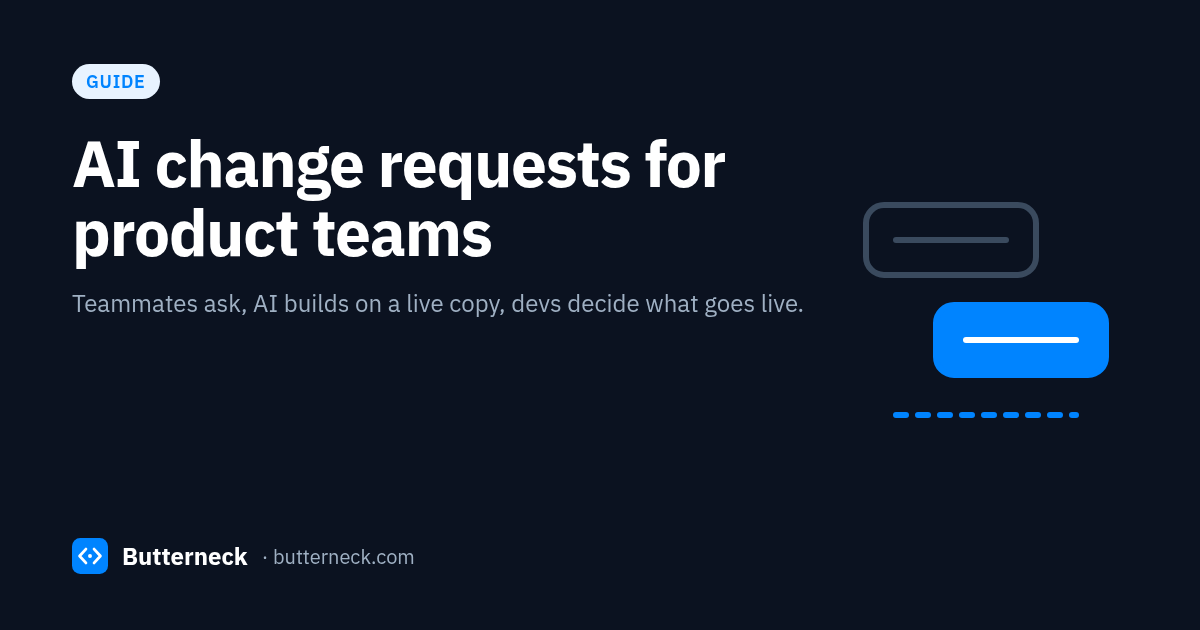 GUIDE
AI change requests for
product teams
Teammates ask, AI builds on a live copy, devs decide what goes live.
Butterneck · butterneck.com